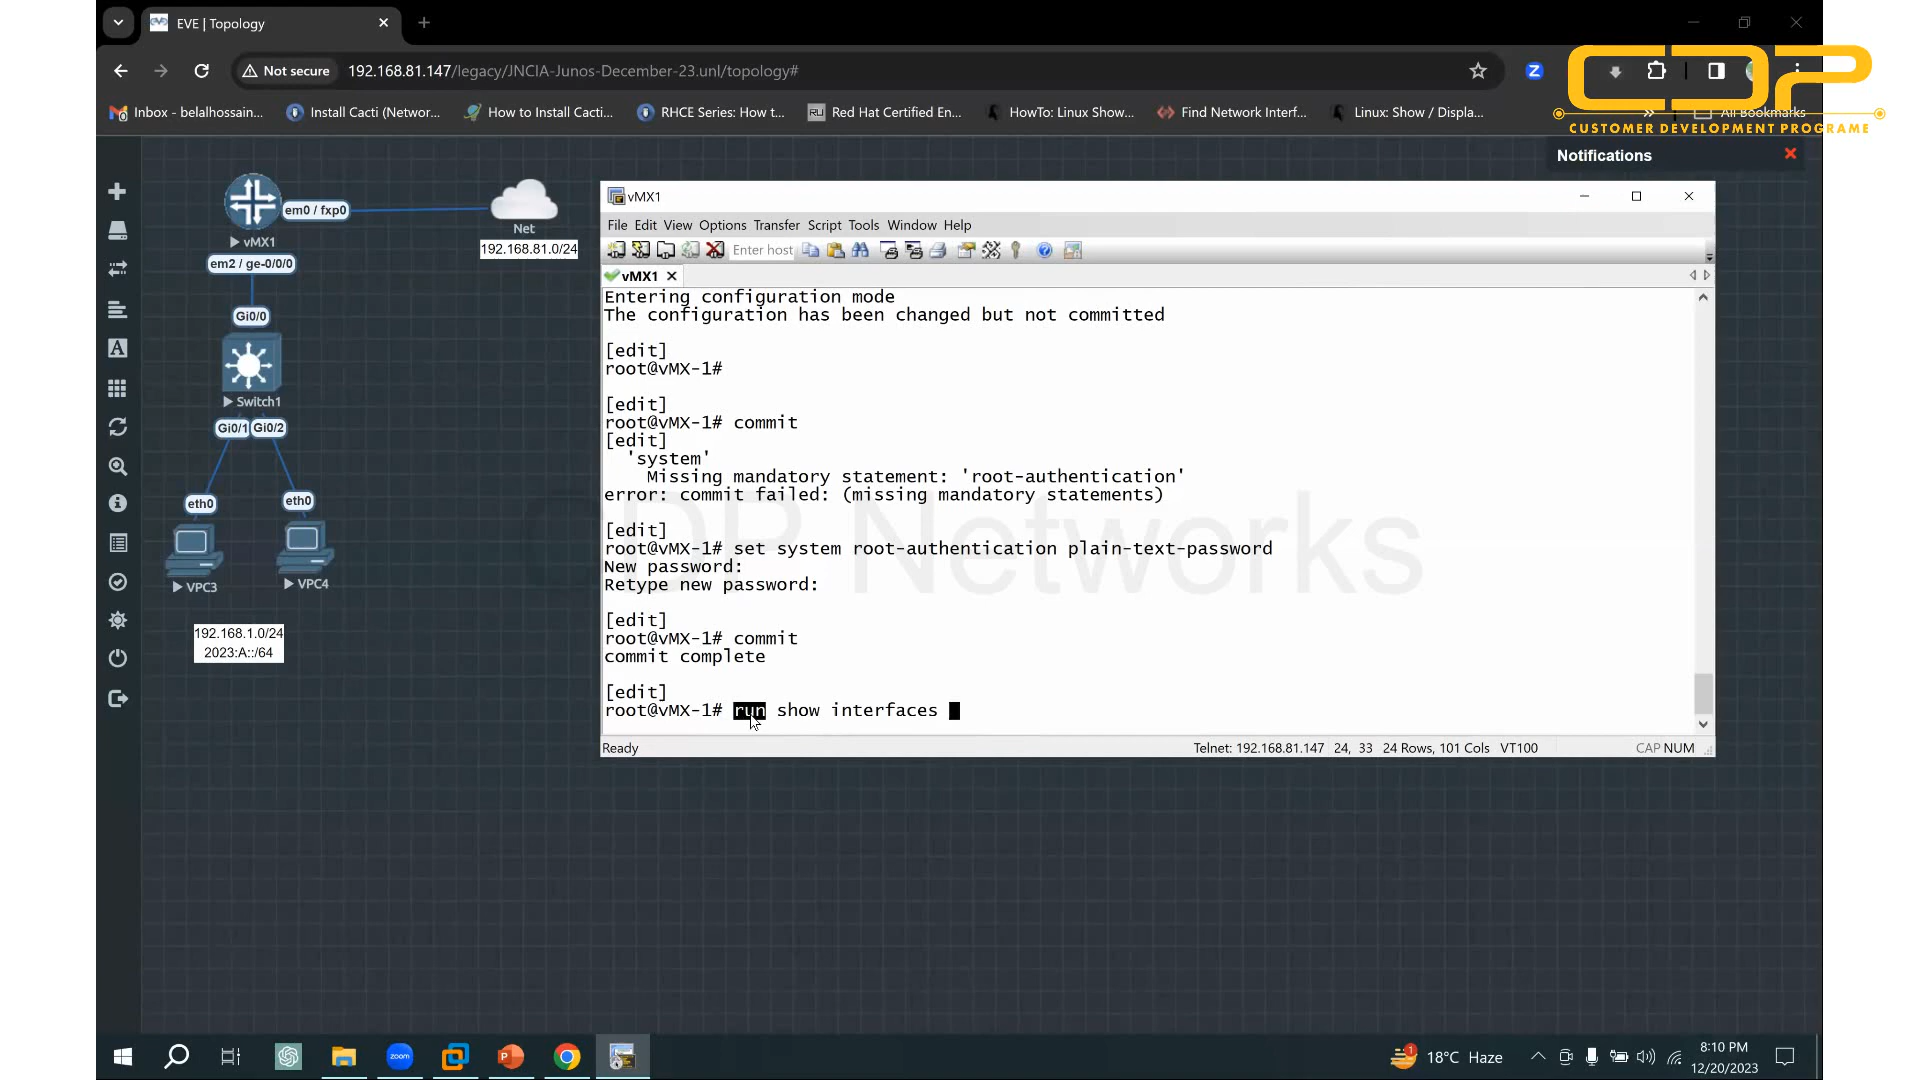 EVE | Topology
Not secure
192.168.81.147/legacy/JNCIA-Junos-December-23.unl/topology#
CDP
CUSTOMER DEVELOPMENT PROGRAME
Inbox - belalhossain...
Install Cacti (Networ...
How to Install Cacti...
RHCE Series: How t...
RU
Red Hat Certified En...
HowTo: Linux Show...
Find Network Interf...
Linux: Show / Displa...
All Bookmarks
Notifications
em0 / fxp0
vMX1
Net
192.168.81.0/24
em2 / ge-0/0/0
Gi0/0
Switch1
Gi0/1
Gi0/2
eth0
eth0
VPC3
VPC4
192.168.1.0/24
2023:A::/64
vMX1
File Edit View Options Transfer Script Tools Window Help
Enter host
vMX1
Entering configuration mode
The configuration has been changed but not committed
[edit]
root@vMX-1#
[edit]
root@vMX-1# commit
[edit]
'system'
Missing mandatory statement: 'root-authentication'
error: commit failed: (missing mandatory statements)
[edit]
root@vMX-1# set system root-authentication plain-text-password
New password:
Retype new password:
[edit]
root@vMX-1# commit
commit complete
[edit]
root@vMX-1# run show interfaces
CDP Networks
Ready
Telnet: 192.168.81.147 24, 33 24 Rows, 101 Cols VT100 CAP NUM
zoom
1
18°C Haze
8:10 PM
12/20/2023